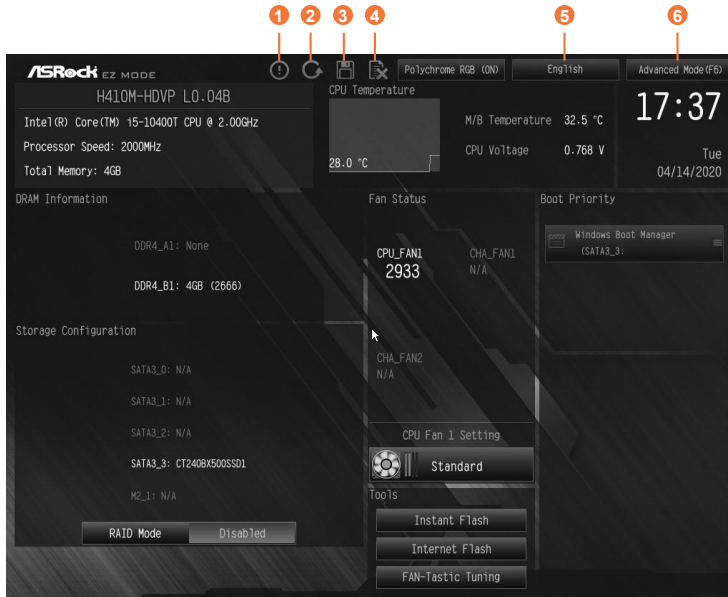 1 2 3 4 5 6
ASRock EZ MODE
Polychrome RGB (ON)
English
Advanced Mode(F6)
H410M-HDVP L0.04B
Intel(R) Core(TM) i5-10400T CPU @ 2.00GHz
Processor Speed: 2000MHz
Total Memory: 4GB
CPU Temperature
28.0 °C
M/B Temperature 32.5 °C
CPU Voltage 0.768 V
17:37
Tue
04/14/2020
DRAM Information
DDR4_A1: None
DDR4_B1: 4GB (2666)
Storage Configuration
SATA3_0: N/A
SATA3_1: N/A
SATA3_2: N/A
SATA3_3: CT240BX500SSD1
M2_1: N/A
RAID Mode Disabled
Fan Status
CPU_FAN1
2933
CHA_FAN1
N/A
CHA_FAN2
N/A
CPU Fan 1 Setting
Standard
Tools
Instant Flash
Internet Flash
FAN-Tastic Tuning
Boot Priority
Windows Boot Manager
(SATA3_3: